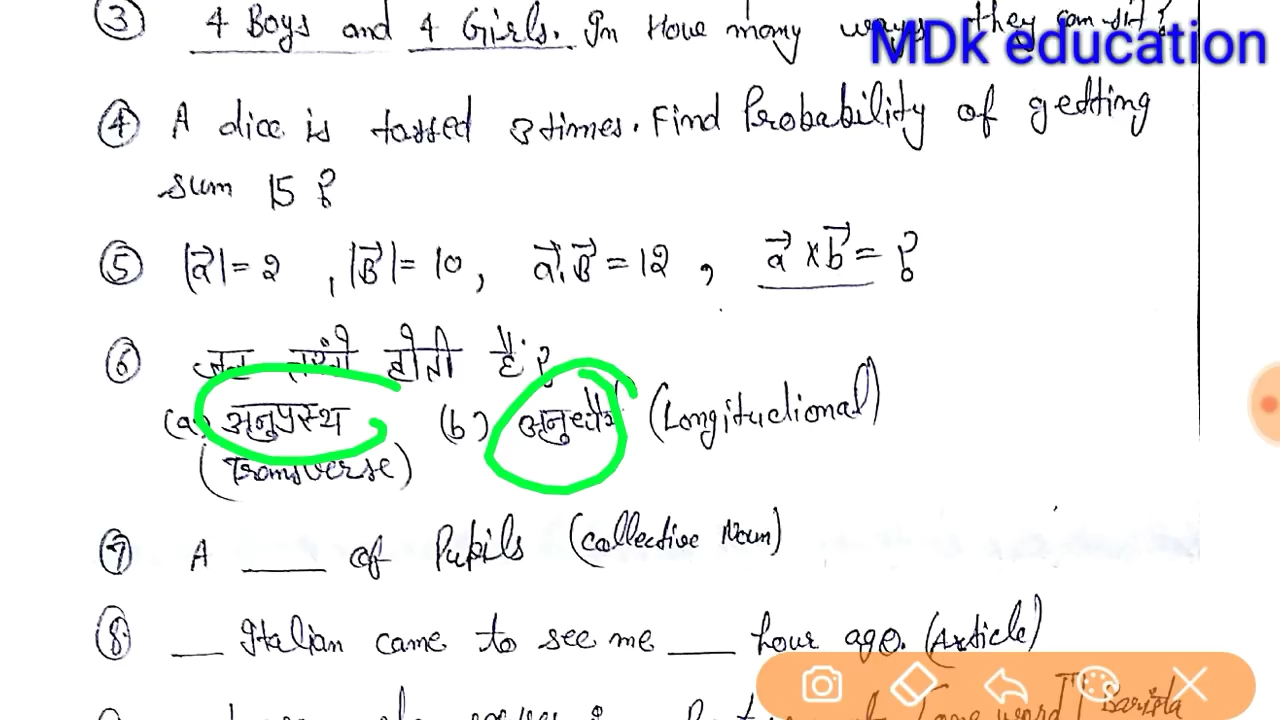 ③ 4 Boys and 4 Girls. In How many ways they can sit?
MDk education
④ A dice is tossed 3 times. Find Probability of getting
sum 15 ?
⑤ |a⃗| = 2 , |B⃗| = 10, a⃗.B⃗ = 12 , a⃗ × b⃗ = ?
⑥ जल तरंगे होती हैं ?
(a) अनुप्रस्थ (b) अनुदैर्ध्य (Longitudional)
(Transverse)
⑦ A ____ of Pupils (Collective Noun)
⑧ ___ Italian came to see me ___ hour ago. (Article)